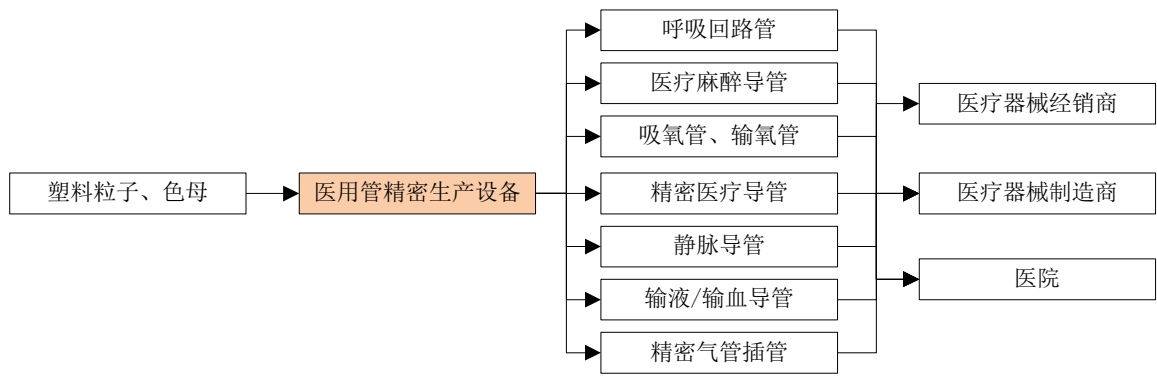 塑料粒子、色母
医用管精密生产设备
呼吸回路管
医疗麻醉导管
吸氧管、输氧管
精密医疗导管
静脉导管
输液/输血导管
精密气管插管
医疗器械经销商
医疗器械制造商
医院